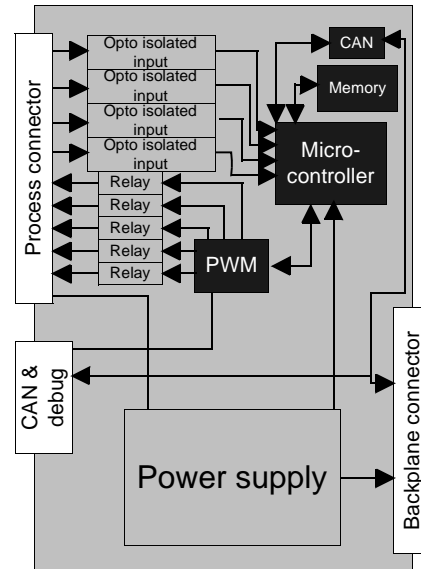 Process connector
Opto isolated
input
Opto isolated
input
Opto isolated
input
Opto isolated
input
Relay
Relay
Relay
Relay
Relay
CAN
Memory
Micro-
controller
PWM
CAN &
debug
Power supply
Backplane connector